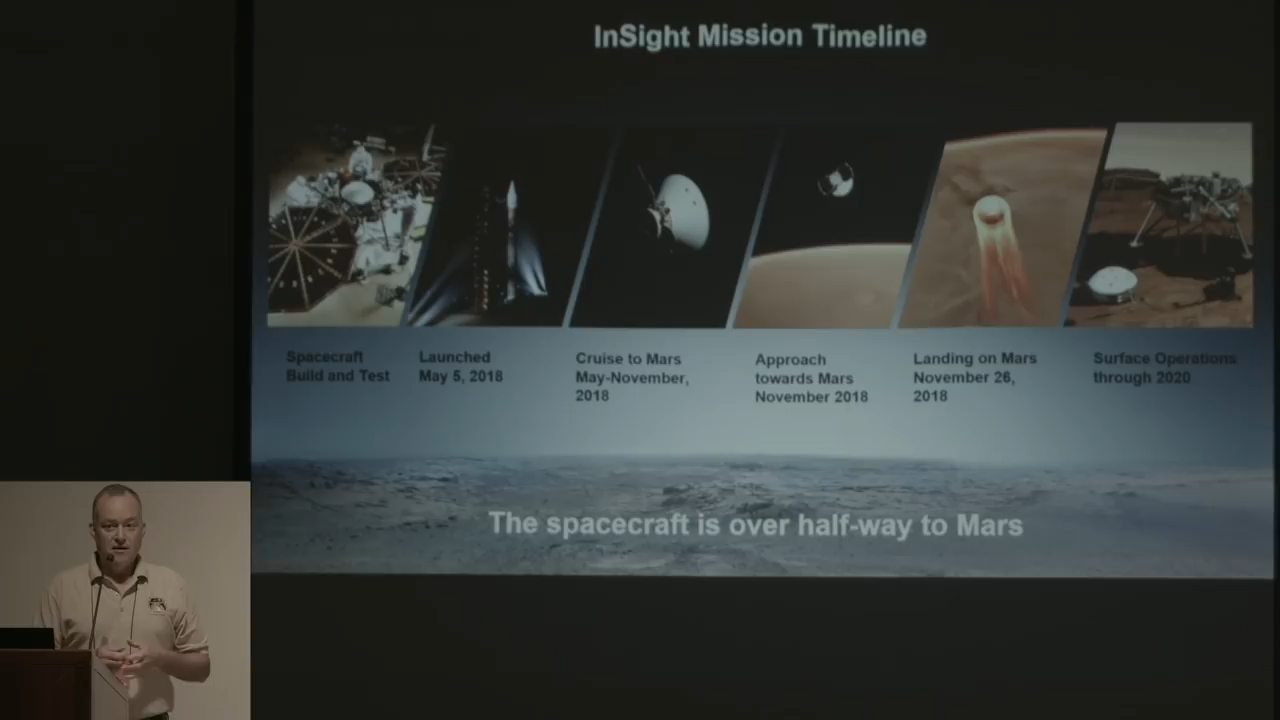 InSight Mission Timeline
Spacecraft
Build and Test
Launched
May 5, 2018
Cruise to Mars
May-November,
2018
Approach
towards Mars
November 2018
Landing on Mars
November 26,
2018
Surface Operations
through 2020
The spacecraft is over half-way to Mars